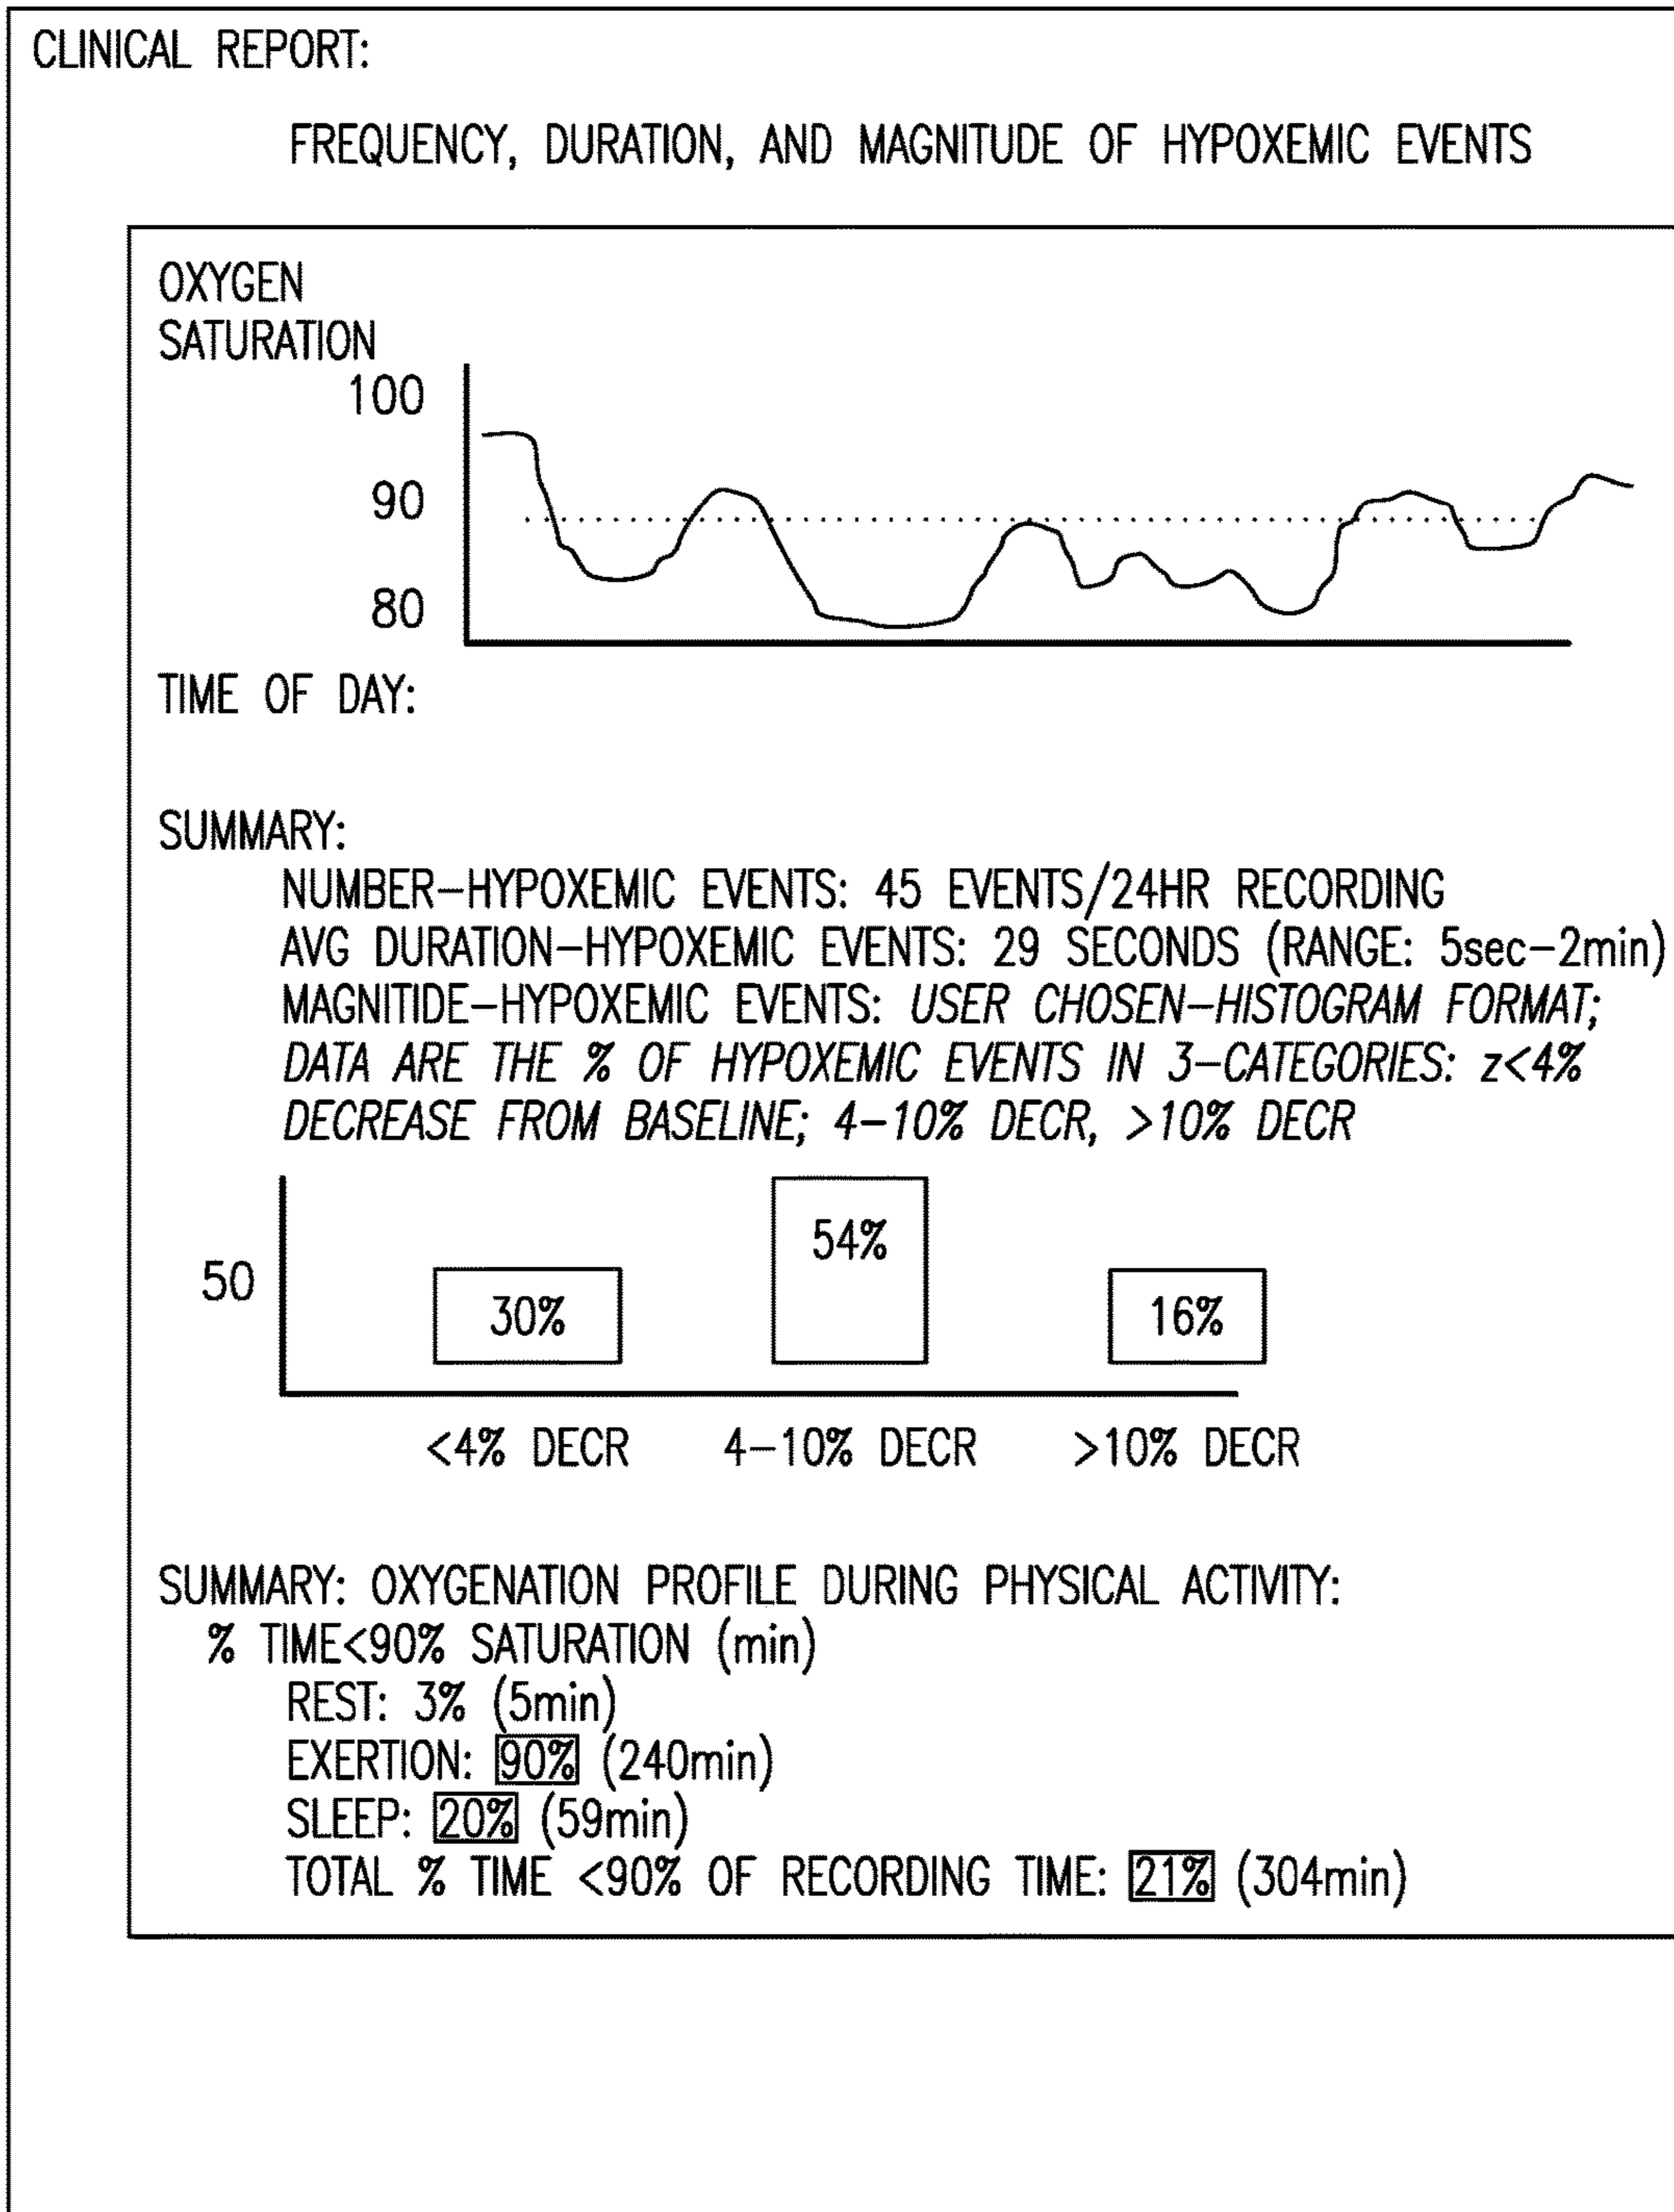 CLINICAL REPORT:
FREQUENCY, DURATION, AND MAGNITUDE OF HYPOXEMIC EVENTS
OXYGEN
SATURATION
100
90
80
TIME OF DAY:
SUMMARY:
NUMBER-HYPOXEMIC EVENTS: 45 EVENTS/24HR RECORDING
AVG DURATION-HYPOXEMIC EVENTS: 29 SECONDS (RANGE: 5sec-2min)
MAGNITIDE-HYPOXEMIC EVENTS: USER CHOSEN-HISTOGRAM FORMAT;
DATA ARE THE % OF HYPOXEMIC EVENTS IN 3-CATEGORIES: z<4%
DECREASE FROM BASELINE; 4-10% DECR, >10% DECR
54%
50
30%
16%
<4% DECR 4-10% DECR >10% DECR
SUMMARY: OXYGENATION PROFILE DURING PHYSICAL ACTIVITY:
% TIME<90% SATURATION (min)
REST: 3% (5min)
EXERTION: 90% (240min)
SLEEP: 20% (59min)
TOTAL % TIME <90% OF RECORDING TIME: 21% (304min)